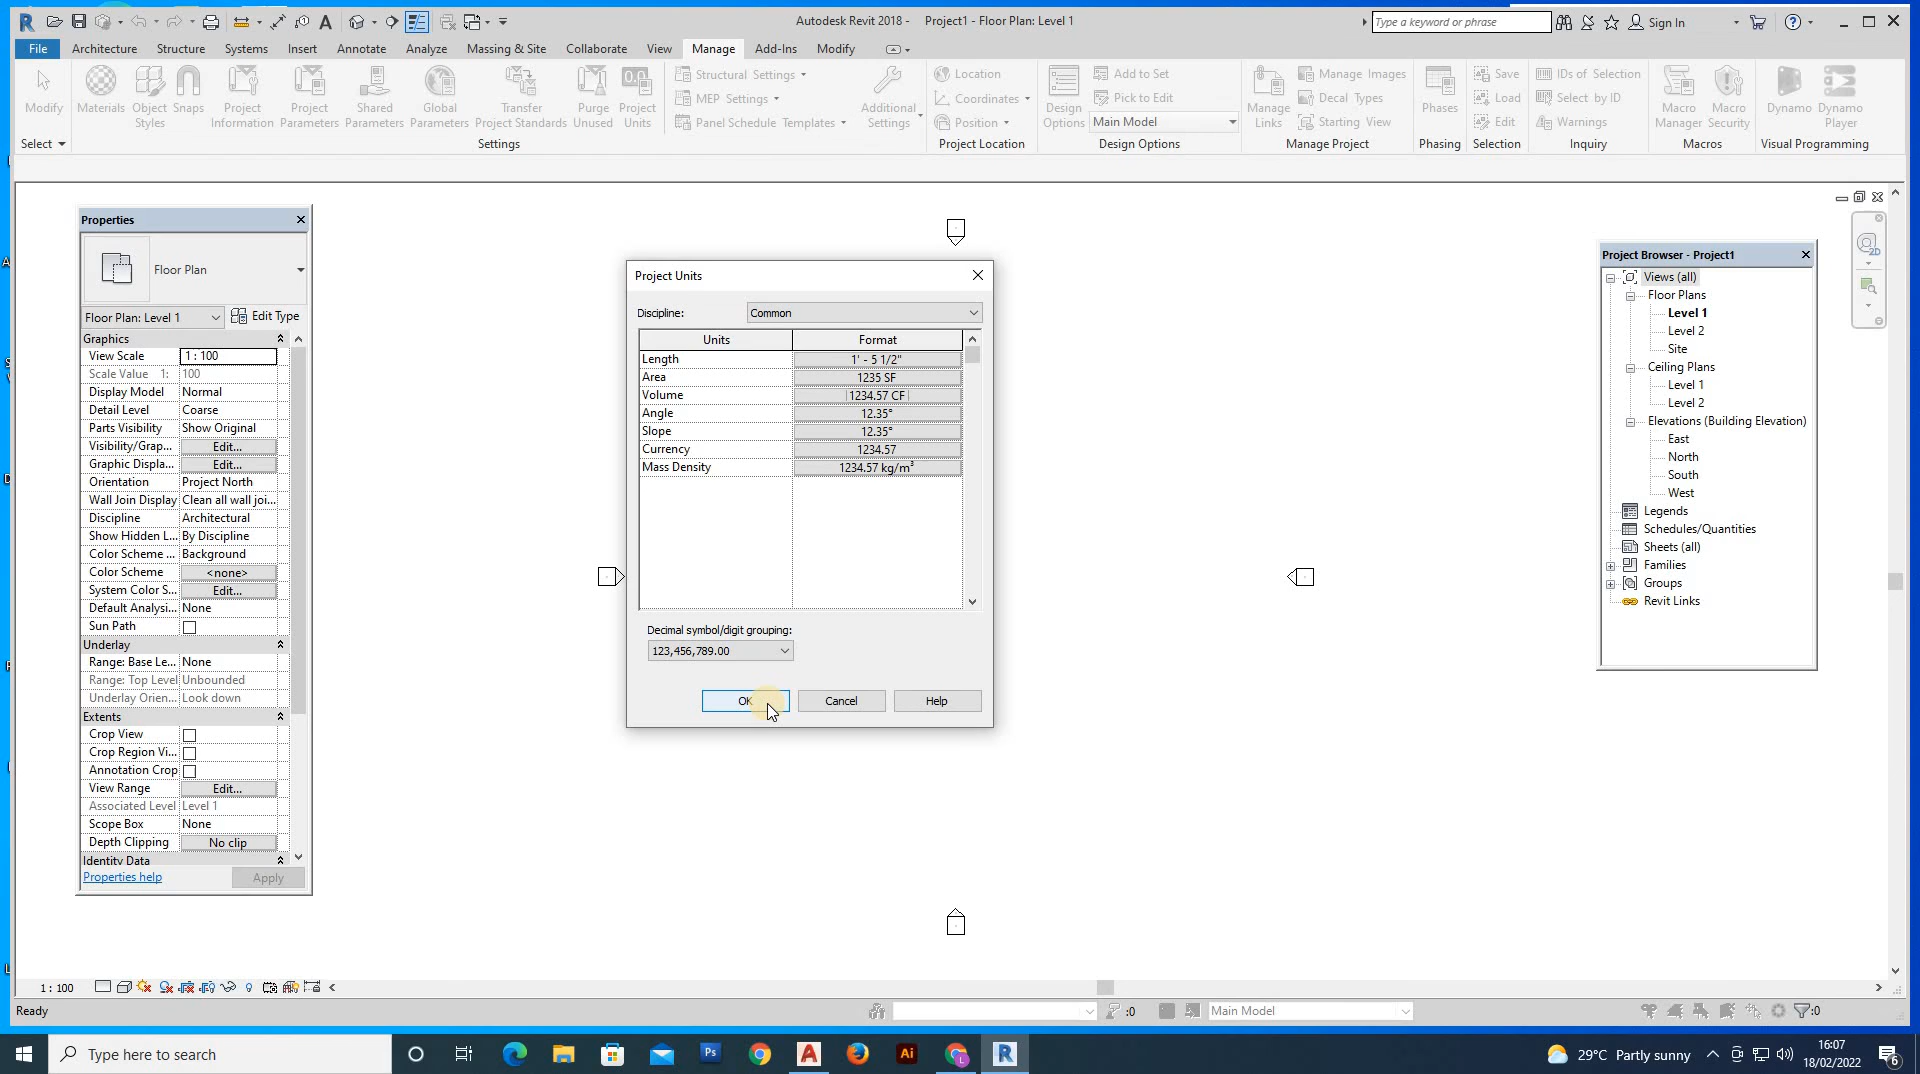 Autodesk Revit 2018 - Project1 - Floor Plan: Level 1
Type a keyword or phrase
Sign In
File Architecture Structure Systems Insert Annotate Analyze Massing & Site Collaborate View Manage Add-Ins Modify
Modify
Materials
Object Styles
Snaps
Project Information
Project Parameters
Shared Parameters
Global Parameters
Transfer Project Standards
Purge Unused
Project Units
Structural Settings
MEP Settings
Panel Schedule Templates
Additional Settings
Location
Coordinates
Position
Design Options
Add to Set
Pick to Edit
Main Model
Manage Links
Manage Images
Decal Types
Starting View
Phases
Save
Load
Edit
IDs of Selection
Select by ID
Warnings
Macro Manager
Macro Security
Dynamo
Dynamo Player
Select Settings Project Location Design Options Manage Project Phasing Selection Inquiry Macros Visual Programming
Properties
Floor Plan
Floor Plan: Level 1 Edit Type
Graphics
View Scale 1 : 100
Scale Value 1: 100
Display Model Normal
Detail Level Coarse
Parts Visibility Show Original
Visibility/Grap... Edit...
Graphic Displa... Edit...
Orientation Project North
Wall Join Display Clean all wall joi...
Discipline Architectural
Show Hidden L... By Discipline
Color Scheme ... Background
Color Scheme <none>
System Color S... Edit...
Default Analysi... None
Sun Path
Underlay
Range: Base Le... None
Range: Top Level Unbounded
Underlay Orien... Look down
Extents
Crop View
Crop Region Vi...
Annotation Crop
View Range Edit...
Associated Level Level 1
Scope Box None
Depth Clipping No clip
Identity Data
Properties help Apply
Project Units
Discipline: Common
Units Format
Length 1' - 5 1/2"
Area 1235 SF
Volume 1234.57 CF
Angle 12.35°
Slope 12.35°
Currency 1234.57
Mass Density 1234.57 kg/m³
Decimal symbol/digit grouping:
123,456,789.00
OK Cancel Help
Project Browser - Project1
Views (all)
Floor Plans
Level 1
Level 2
Site
Ceiling Plans
Level 1
Level 2
Elevations (Building Elevation)
East
North
South
West
Legends
Schedules/Quantities
Sheets (all)
Families
Groups
Revit Links
2D
1 : 100
Ready :0 Main Model :0
Type here to search
Ps
Ai
29°C Partly sunny
16:07
18/02/2022
6